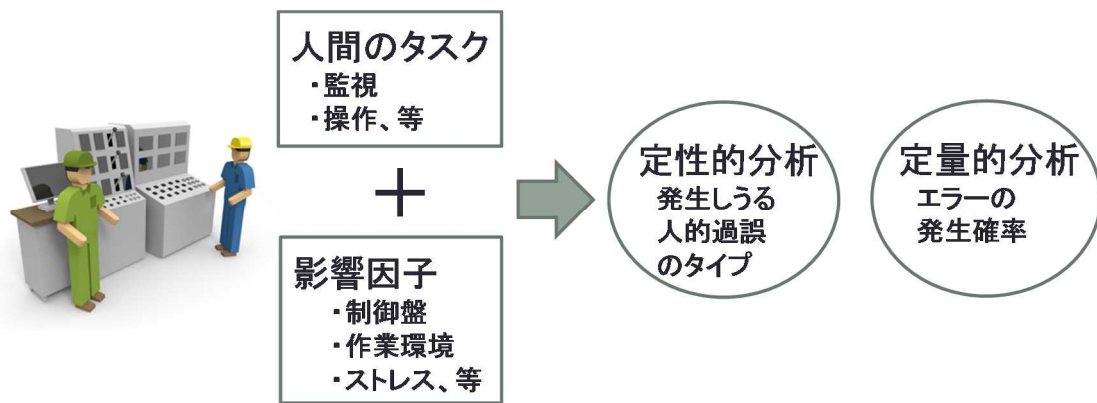 人間のタスク
・監視
・操作、等
＋
影響因子
・制御盤
・作業環境
・ストレス、等
定性的分析
発生しうる
人的過誤
のタイプ
定量的分析
エラーの
発生確率